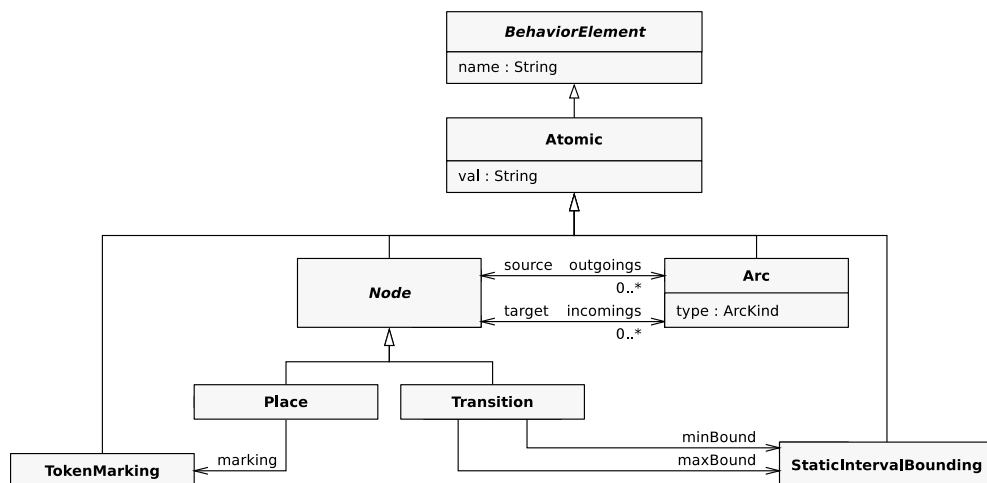 BehaviorElement
name : String
Atomic
val : String
Node
source outgoings
0..*
target incomings
0..*
Arc
type : ArcKind
Place
Transition
marking
TokenMarking
minBound
maxBound
StaticIntervalBounding